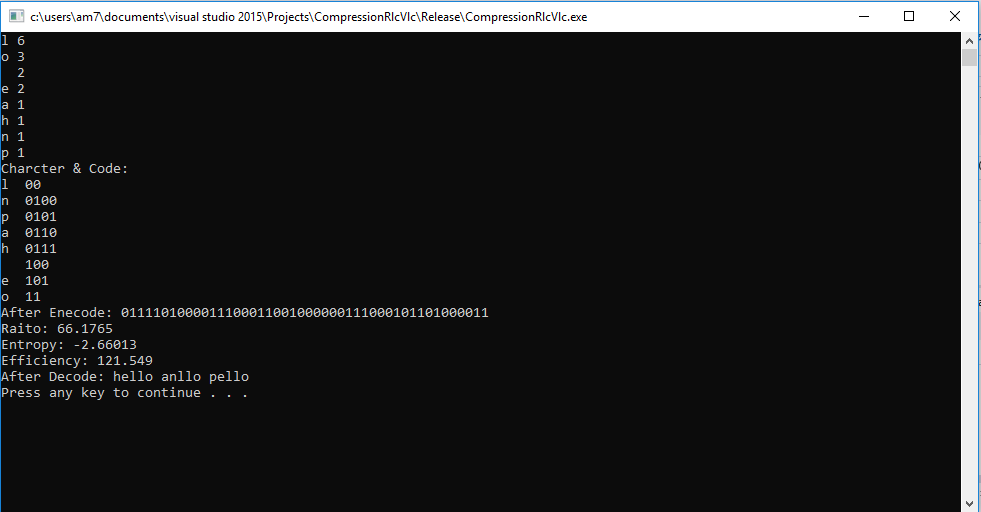 c:\users\am7\documents\visual studio 2015\Projects\CompressionRlcVlc\Release\CompressionRlcVlc.exe
l 6
o 3
  2
e 2
a 1
h 1
n 1
p 1
Charcter & Code:
l  00
n  0100
p  0101
a  0110
h  0111
   100
e  101
o  11
After Enecode: 0111101000011100011001000000111000101101000011
Raito: 66.1765
Entropy: -2.66013
Efficiency: 121.549
After Decode: hello anllo pello
Press any key to continue . . .